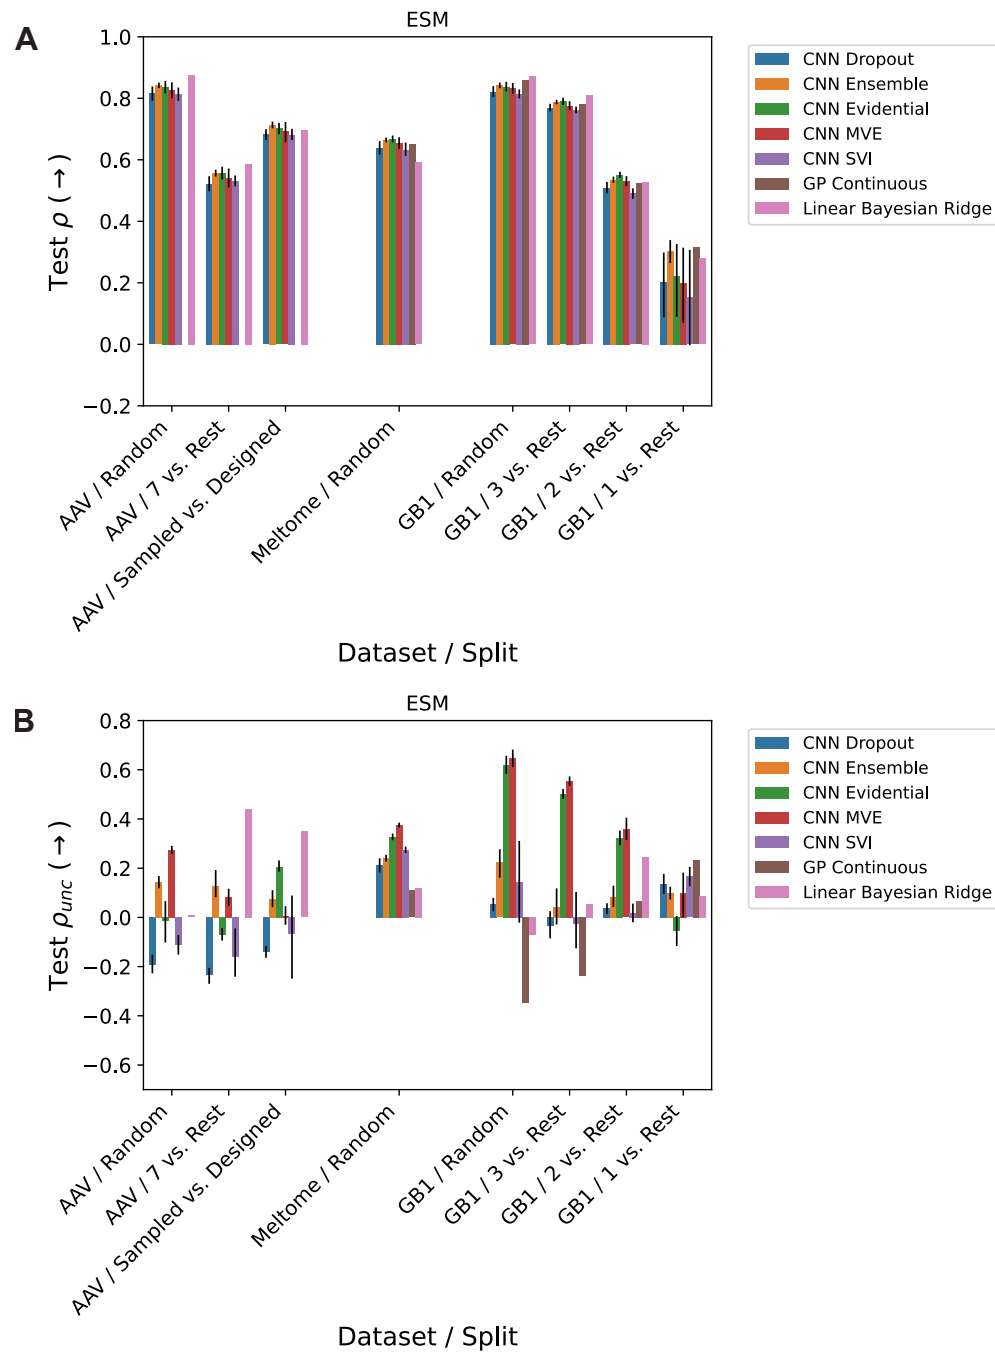 A
ESM
Test ρ (→)
1.0
0.8
0.6
0.4
0.2
0.0
−0.2
AAV / Random
AAV / 7 vs. Rest
AAV / Sampled vs. Designed
Meltome / Random
GB1 / Random
GB1 / 3 vs. Rest
GB1 / 2 vs. Rest
GB1 / 1 vs. Rest
Dataset / Split
CNN Dropout
CNN Ensemble
CNN Evidential
CNN MVE
CNN SVI
GP Continuous
Linear Bayesian Ridge
B
ESM
Test ρunc (→)
0.8
0.6
0.4
0.2
0.0
−0.2
−0.4
−0.6
AAV / Random
AAV / 7 vs. Rest
AAV / Sampled vs. Designed
Meltome / Random
GB1 / Random
GB1 / 3 vs. Rest
GB1 / 2 vs. Rest
GB1 / 1 vs. Rest
Dataset / Split
CNN Dropout
CNN Ensemble
CNN Evidential
CNN MVE
CNN SVI
GP Continuous
Linear Bayesian Ridge